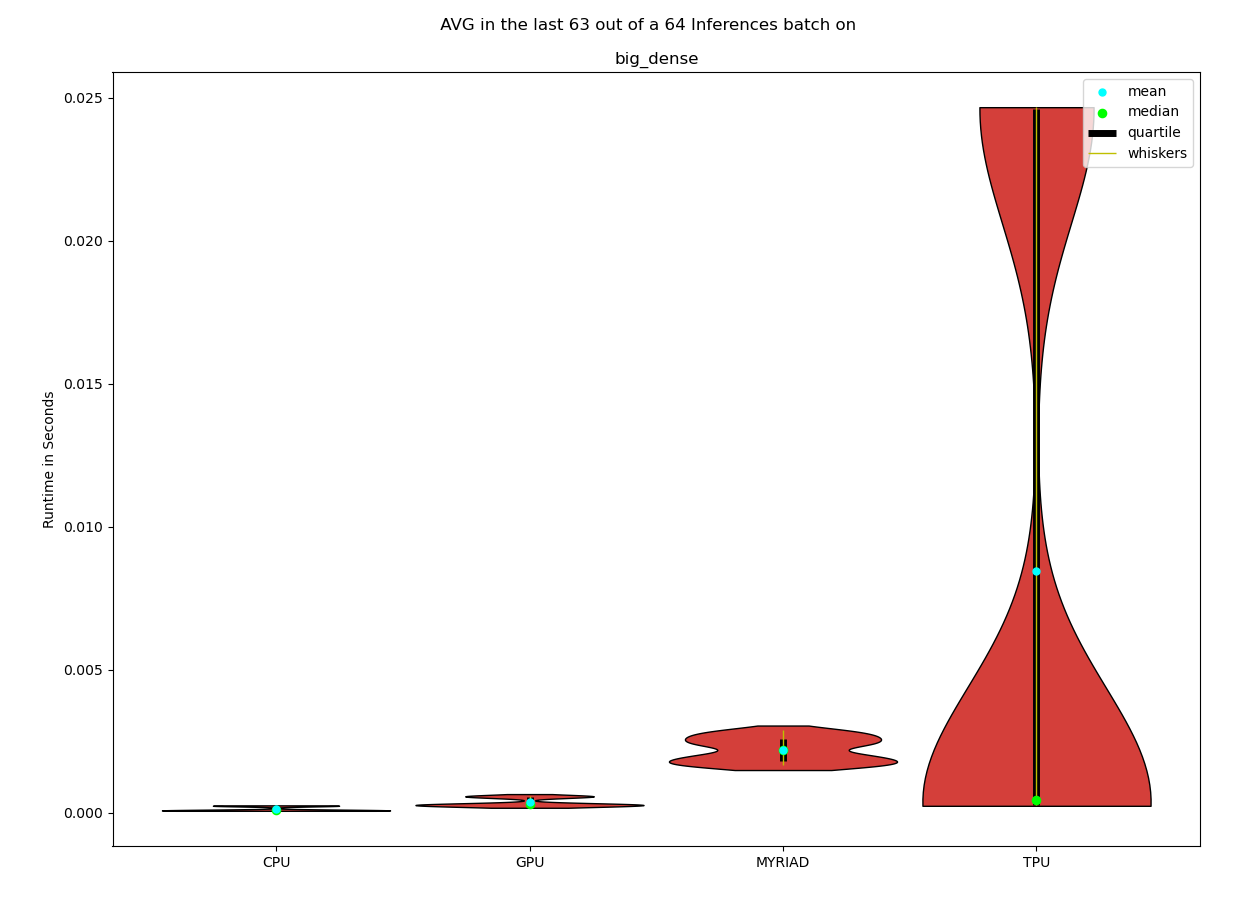 AVG in the last 63 out of a 64 Inferences batch on
big_dense
mean
median
quartile
whiskers
0.025
0.020
0.015
0.010
0.005
0.000
Runtime in Seconds
CPU GPU MYRIAD TPU